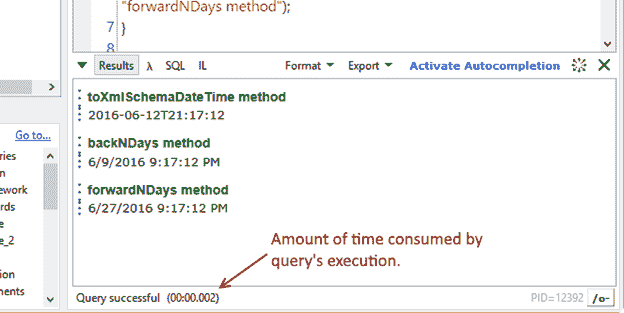 "forwardNDays method");
7 }
8
Results λ SQL IL Format Export Activate Autocompletion
toXmlSchemaDateTime method
2016-06-12T21:17:12
Go to...
backNDays method
6/9/2016 9:17:12 PM
forwardNDays method
6/27/2016 9:17:12 PM
ries
n
ework
rds
e
e_2
tion
ments
Amount of time consumed by
query's execution.
Query successful (00:00.002)
PID=12392 /o-